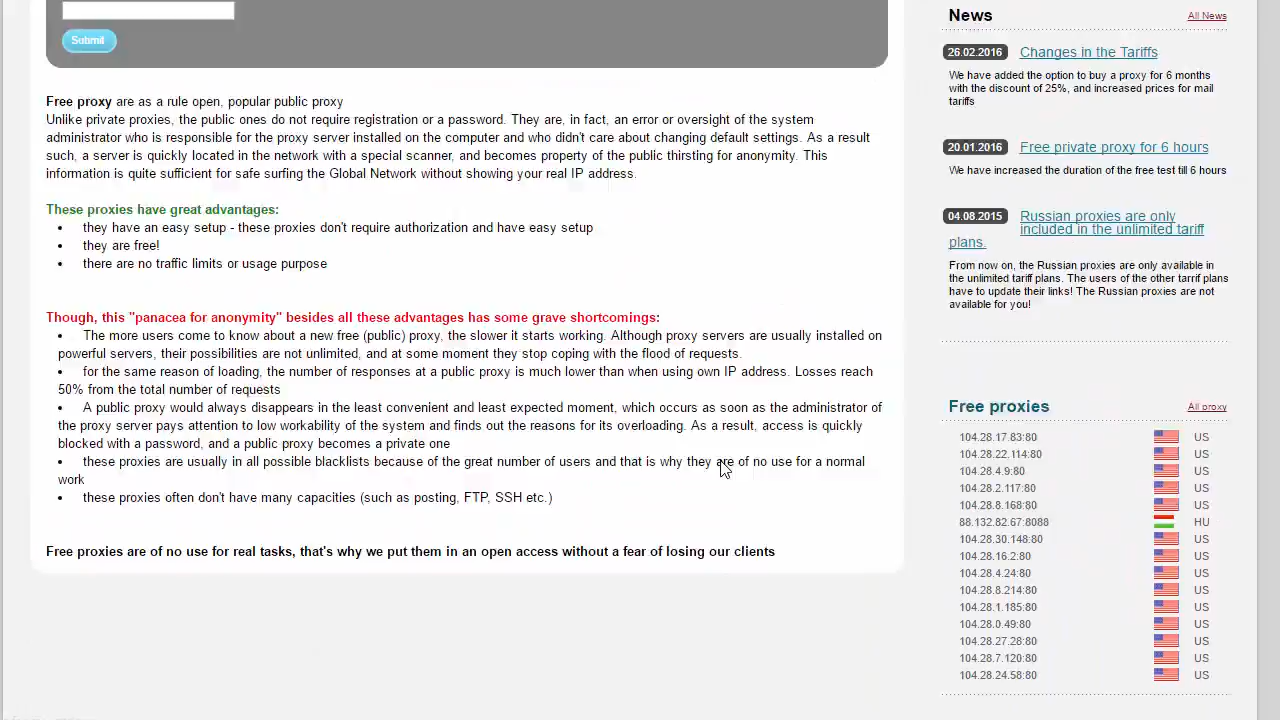 Submit
Free proxy are as a rule open, popular public proxy
Unlike private proxies, the public ones do not require registration or a password. They are, in fact, an error or oversight of the system
administrator who is responsible for the proxy server installed on the computer and who didn't care about changing default settings. As a result
such, a server is quickly located in the network with a special scanner, and becomes property of the public thirsting for anonymity. This
information is quite sufficient for safe surfing the Global Network without showing your real IP address.
These proxies have great advantages:
• they have an easy setup - these proxies don't require authorization and have easy setup
• they are free!
• there are no traffic limits or usage purpose
Though, this "panacea for anonymity" besides all these advantages has some grave shortcomings:
• The more users come to know about a new free (public) proxy, the slower it starts working. Although proxy servers are usually installed on
powerful servers, their possibilities are not unlimited, and at some moment they stop coping with the flood of requests.
• for the same reason of loading, the number of responses at a public proxy is much lower than when using own IP address. Losses reach
50% from the total number of requests
• A public proxy would always disappears in the least convenient and least expected moment, which occurs as soon as the administrator of
the proxy server pays attention to low workability of the system and finds out the reasons for its overloading. As a result, access is quickly
blocked with a password, and a public proxy becomes a private one
• these proxies are usually in all possible blacklists because of the great number of users and that is why they are of no use for a normal
work
• these proxies often don't have many capacities (such as posting, FTP, SSH etc.)
Free proxies are of no use for real tasks, that's why we put them in an open access without a fear of losing our clients
News All News
26.02.2016 Changes in the Tariffs
We have added the option to buy a proxy for 6 months
with the discount of 25%, and increased prices for mail
tariffs
20.01.2016 Free private proxy for 6 hours
We have increased the duration of the free test till 6 hours
04.08.2015 Russian proxies are only
included in the unlimited tariff
plans.
From now on, the Russian proxies are only available in
the unlimited tariff plans. The users of the other tarrif plans
have to update their links! The Russian proxies are not
available for you!
Free proxies All proxy
104.28.17.83:80 US
104.28.22.114:80 US
104.28.4.9:80 US
104.28.2.117:80 US
104.28.8.168:80 US
88.132.82.67:8088 HU
104.28.30.148:80 US
104.28.16.2:80 US
104.28.4.24:80 US
104.28.8.214:80 US
104.28.1.185:80 US
104.28.0.49:80 US
104.28.27.28:80 US
104.28.7.120:80 US
104.28.24.58:80 US